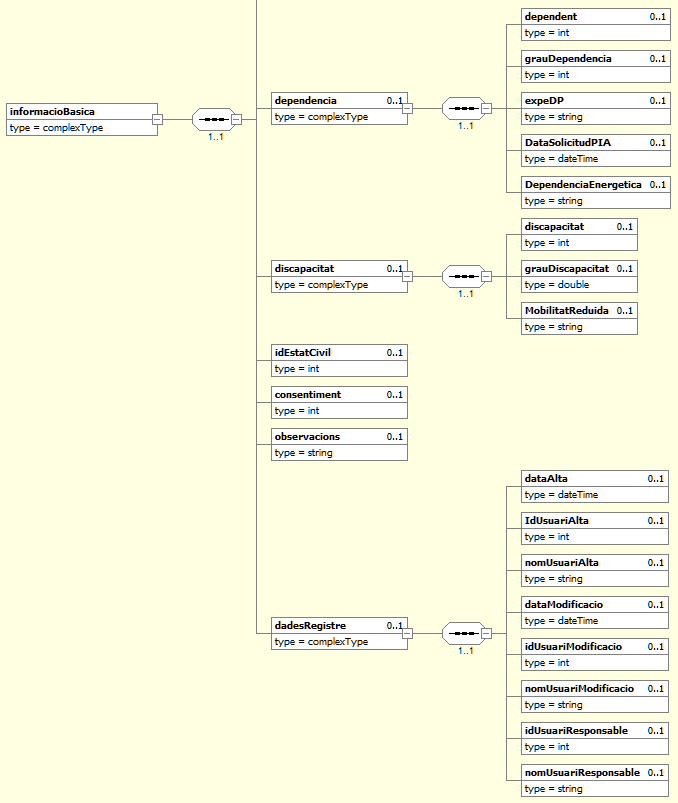 informacioBasica
type = complexType
1..1
dependencia 0..1
type = complexType
1..1
dependent 0..1
type = int
grauDependencia 0..1
type = int
expeDP 0..1
type = string
DataSolicitudPIA 0..1
type = dateTime
DependenciaEnergetica 0..1
type = string
discapacitat 0..1
type = complexType
1..1
discapacitat 0..1
type = int
grauDiscapacitat 0..1
type = double
MobilitatReduida 0..1
type = string
idEstatCivil 0..1
type = int
consentiment 0..1
type = int
observacions 0..1
type = string
dadesRegistre 0..1
type = complexType
1..1
dataAlta 0..1
type = dateTime
IdUsuariAlta 0..1
type = int
nomUsuariAlta 0..1
type = string
dataModificacio 0..1
type = dateTime
idUsuariModificacio 0..1
type = int
nomUsuariModificacio 0..1
type = string
idUsuariResponsable 0..1
type = int
nomUsuariResponsable 0..1
type = string